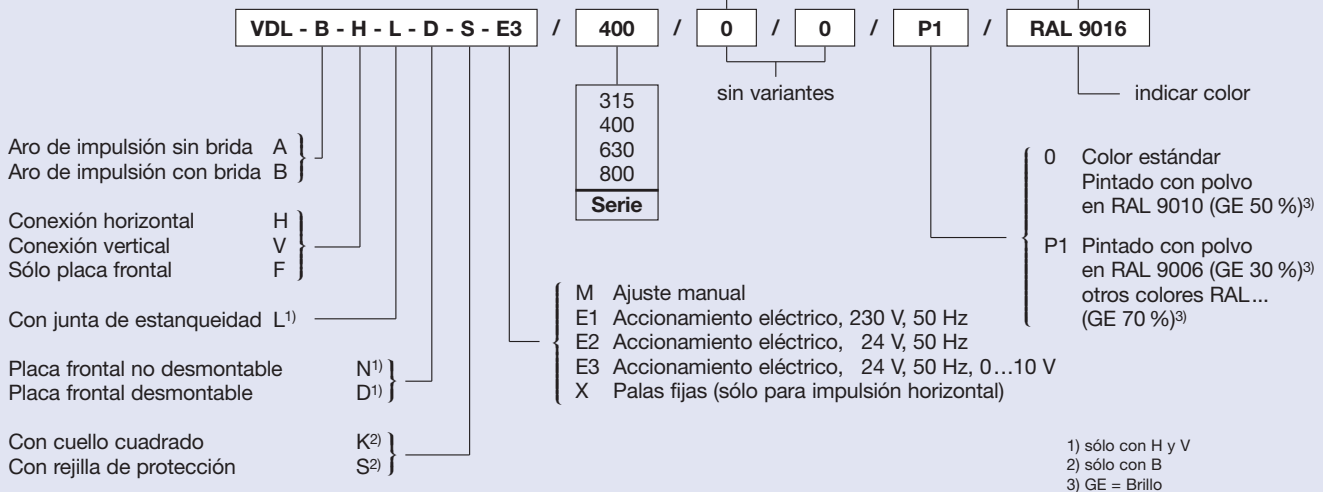 VDL - B - H - L - D - S - E3 / 400 / 0 / 0 / P1 / RAL 9016
315
400
630
800
Serie
sin variantes
indicar color
Aro de impulsión sin brida A
Aro de impulsión con brida B
Conexión horizontal H
Conexión vertical V
Sólo placa frontal F
Con junta de estanqueidad L1)
Placa frontal no desmontable N1)
Placa frontal desmontable D1)
Con cuello cuadrado K2)
Con rejilla de protección S2)
M Ajuste manual
E1 Accionamiento eléctrico, 230 V, 50 Hz
E2 Accionamiento eléctrico, 24 V, 50 Hz
E3 Accionamiento eléctrico, 24 V, 50 Hz, 0...10 V
X Palas fijas (sólo para impulsión horizontal)
0 Color estándar
Pintado con polvo
en RAL 9010 (GE 50 %)3)
P1 Pintado con polvo
en RAL 9006 (GE 30 %)3)
otros colores RAL...
(GE 70 %)3)
1) sólo con H y V
2) sólo con B
3) GE = Brillo